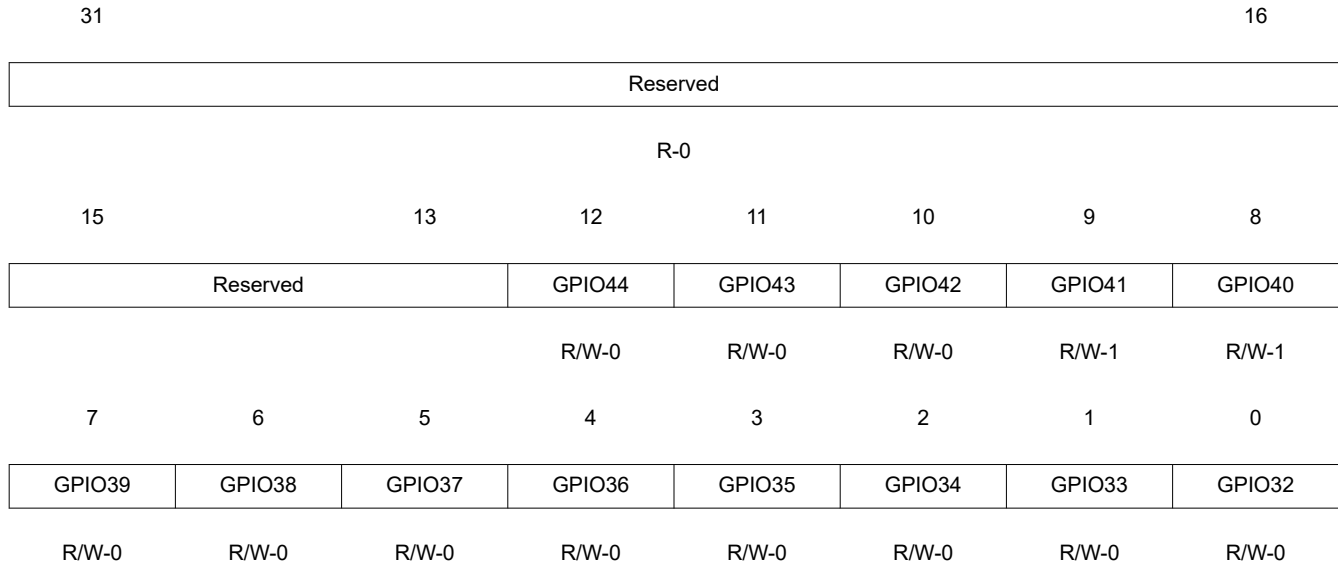 31 16
Reserved
R-0
15 13 12 11 10 9 8
Reserved GPIO44 GPIO43 GPIO42 GPIO41 GPIO40
R/W-0 R/W-0 R/W-0 R/W-1 R/W-1
7 6 5 4 3 2 1 0
GPIO39 GPIO38 GPIO37 GPIO36 GPIO35 GPIO34 GPIO33 GPIO32
R/W-0 R/W-0 R/W-0 R/W-0 R/W-0 R/W-0 R/W-0 R/W-0